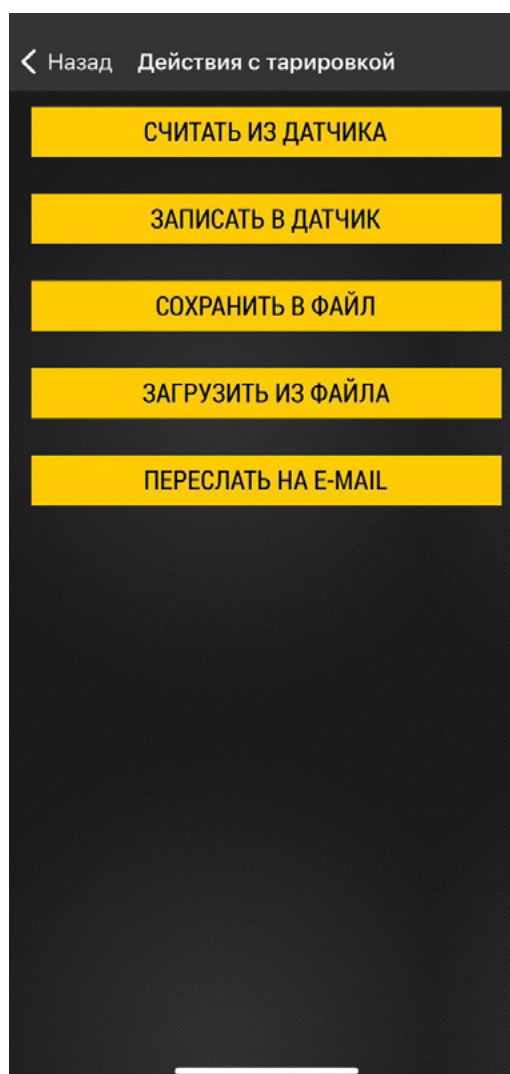 Назад Действия с тарировкой
СЧИТАТЬ ИЗ ДАТЧИКА
ЗАПИСАТЬ В ДАТЧИК
СОХРАНИТЬ В ФАЙЛ
ЗАГРУЗИТЬ ИЗ ФАЙЛА
ПЕРЕСЛАТЬ НА E-MAIL